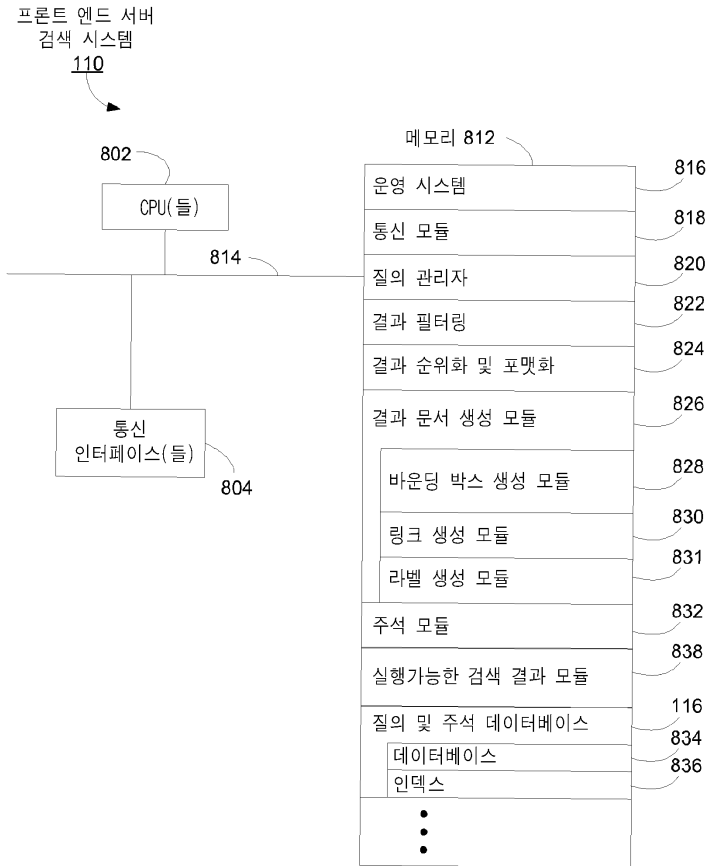 프론트 엔드 서버
검색 시스템
110
메모리 812
802
CPU(들)
814
통신
인터페이스(들)
804
운영 시스템
816
통신 모듈
818
질의 관리자
820
결과 필터링
822
결과 순위화 및 포맷화
824
결과 문서 생성 모듈
826
바운딩 박스 생성 모듈
828
링크 생성 모듈
830
라벨 생성 모듈
831
주석 모듈
832
실행가능한 검색 결과 모듈
838
질의 및 주석 데이터베이스
116
데이터베이스
834
인덱스
836